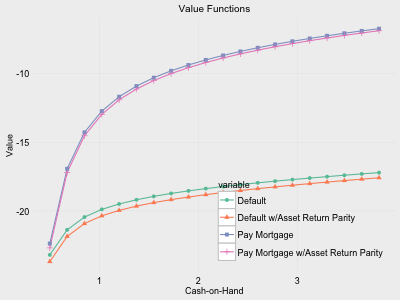 Value Functions
-10
-15
-20
Value
variable
Default
Default w/Asset Return Parity
Pay Mortgage
Pay Mortgage w/Asset Return Parity
1 2 3
Cash-on-Hand